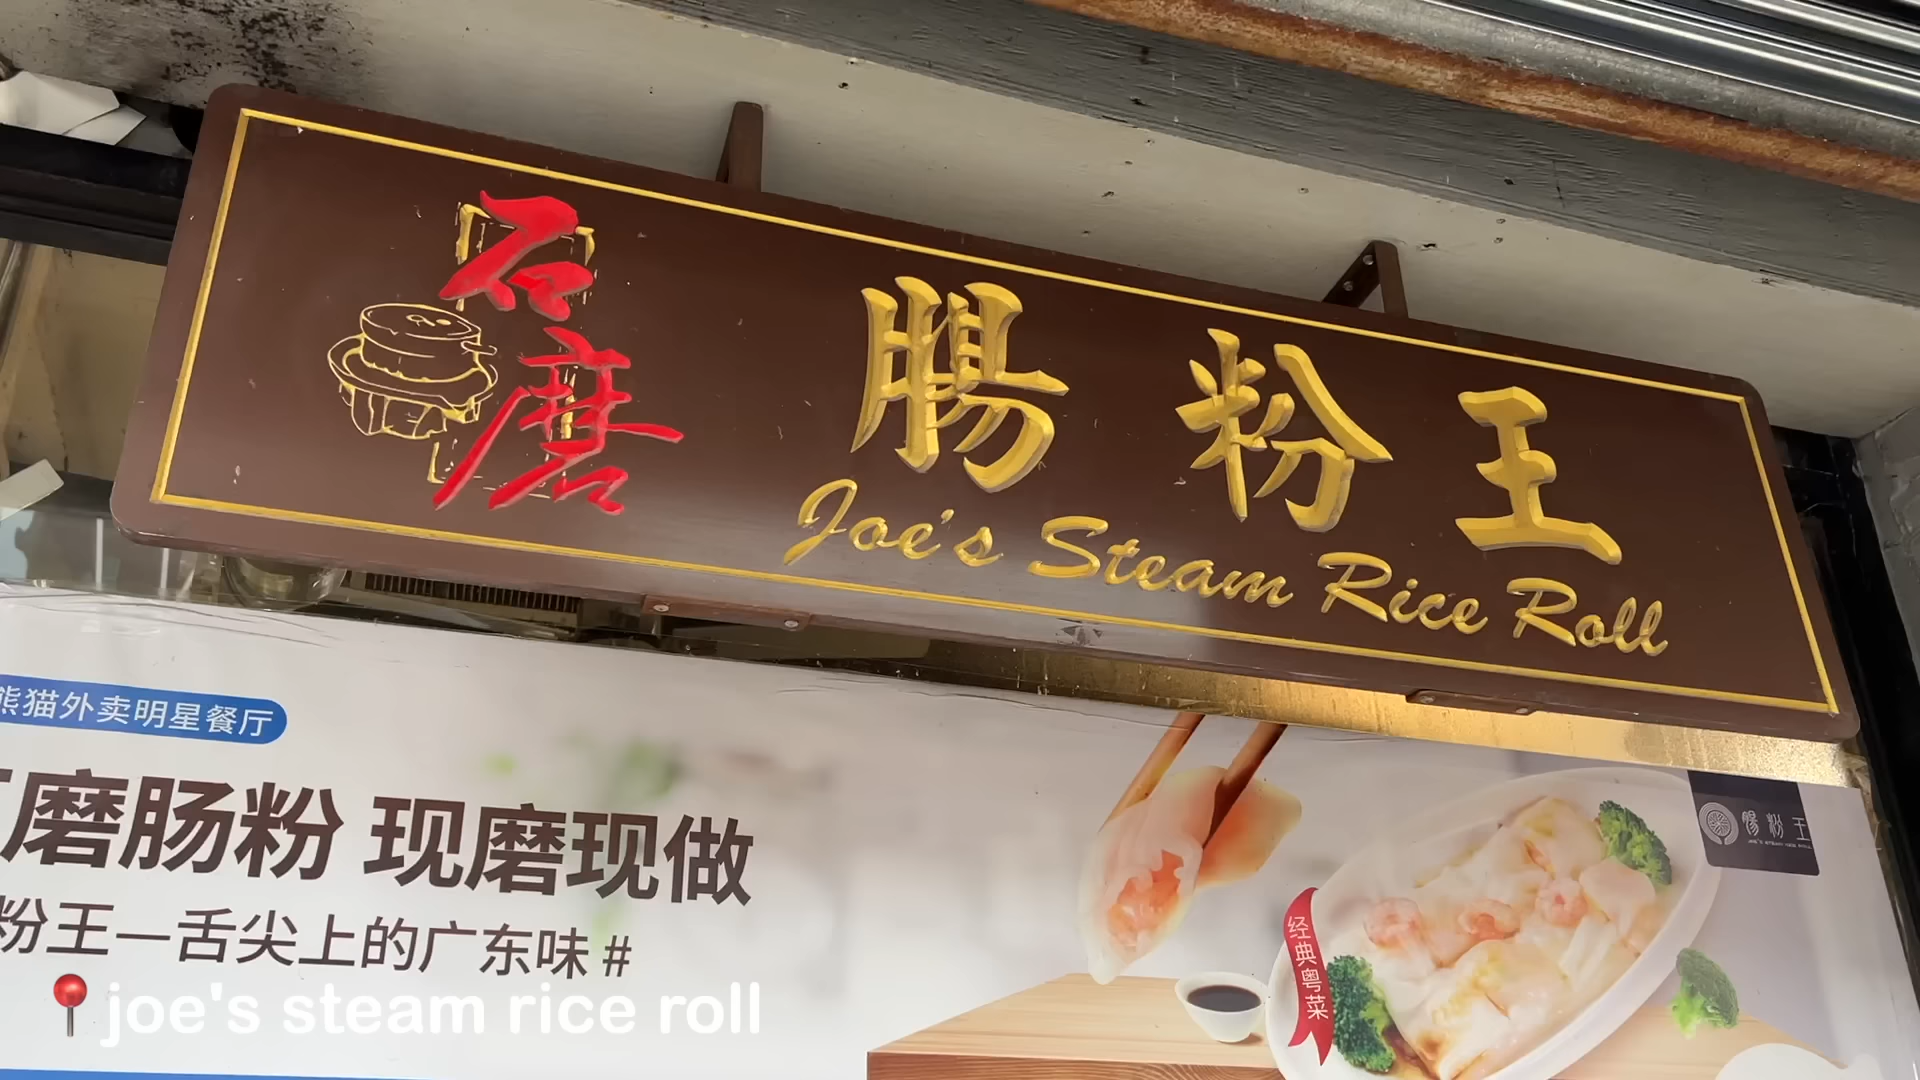 石磨
腸粉王
Joe's Steam Rice Roll
熊猫外卖明星餐厅
磨肠粉 现磨现做
粉王—舌尖上的广东味 #
腸粉王
经典粤菜
joe's steam rice roll